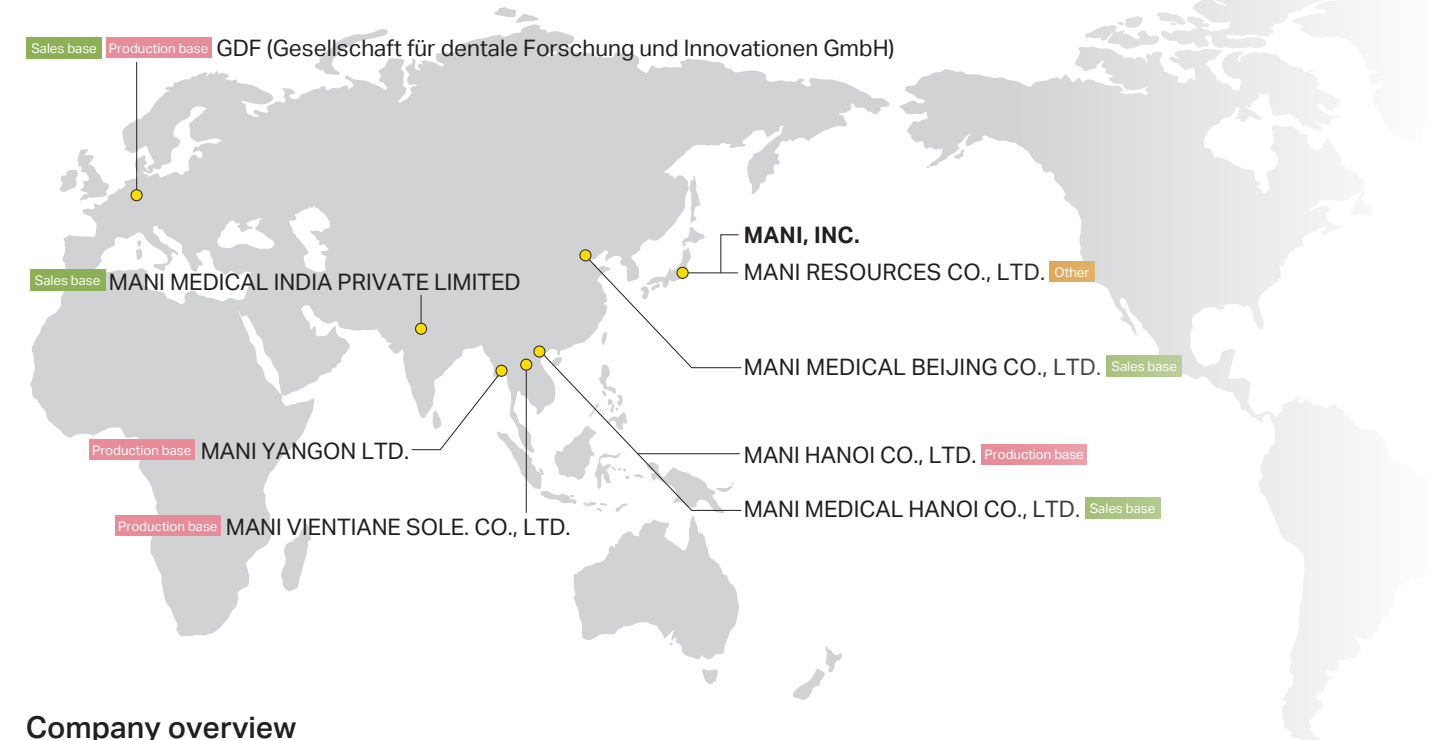 Sales base Production base GDF (Gesellschaft für dentale Forschung und Innovationen GmbH)
MANI, INC.
MANI RESOURCES CO., LTD. Other
Sales base MANI MEDICAL INDIA PRIVATE LIMITED
MANI MEDICAL BEIJING CO., LTD. Sales base
Production base MANI YANGON LTD.
MANI HANOI CO., LTD. Production base
MANI MEDICAL HANOI CO., LTD. Sales base
Production base MANI VIENTIANE SOLE. CO., LTD.
Company overview